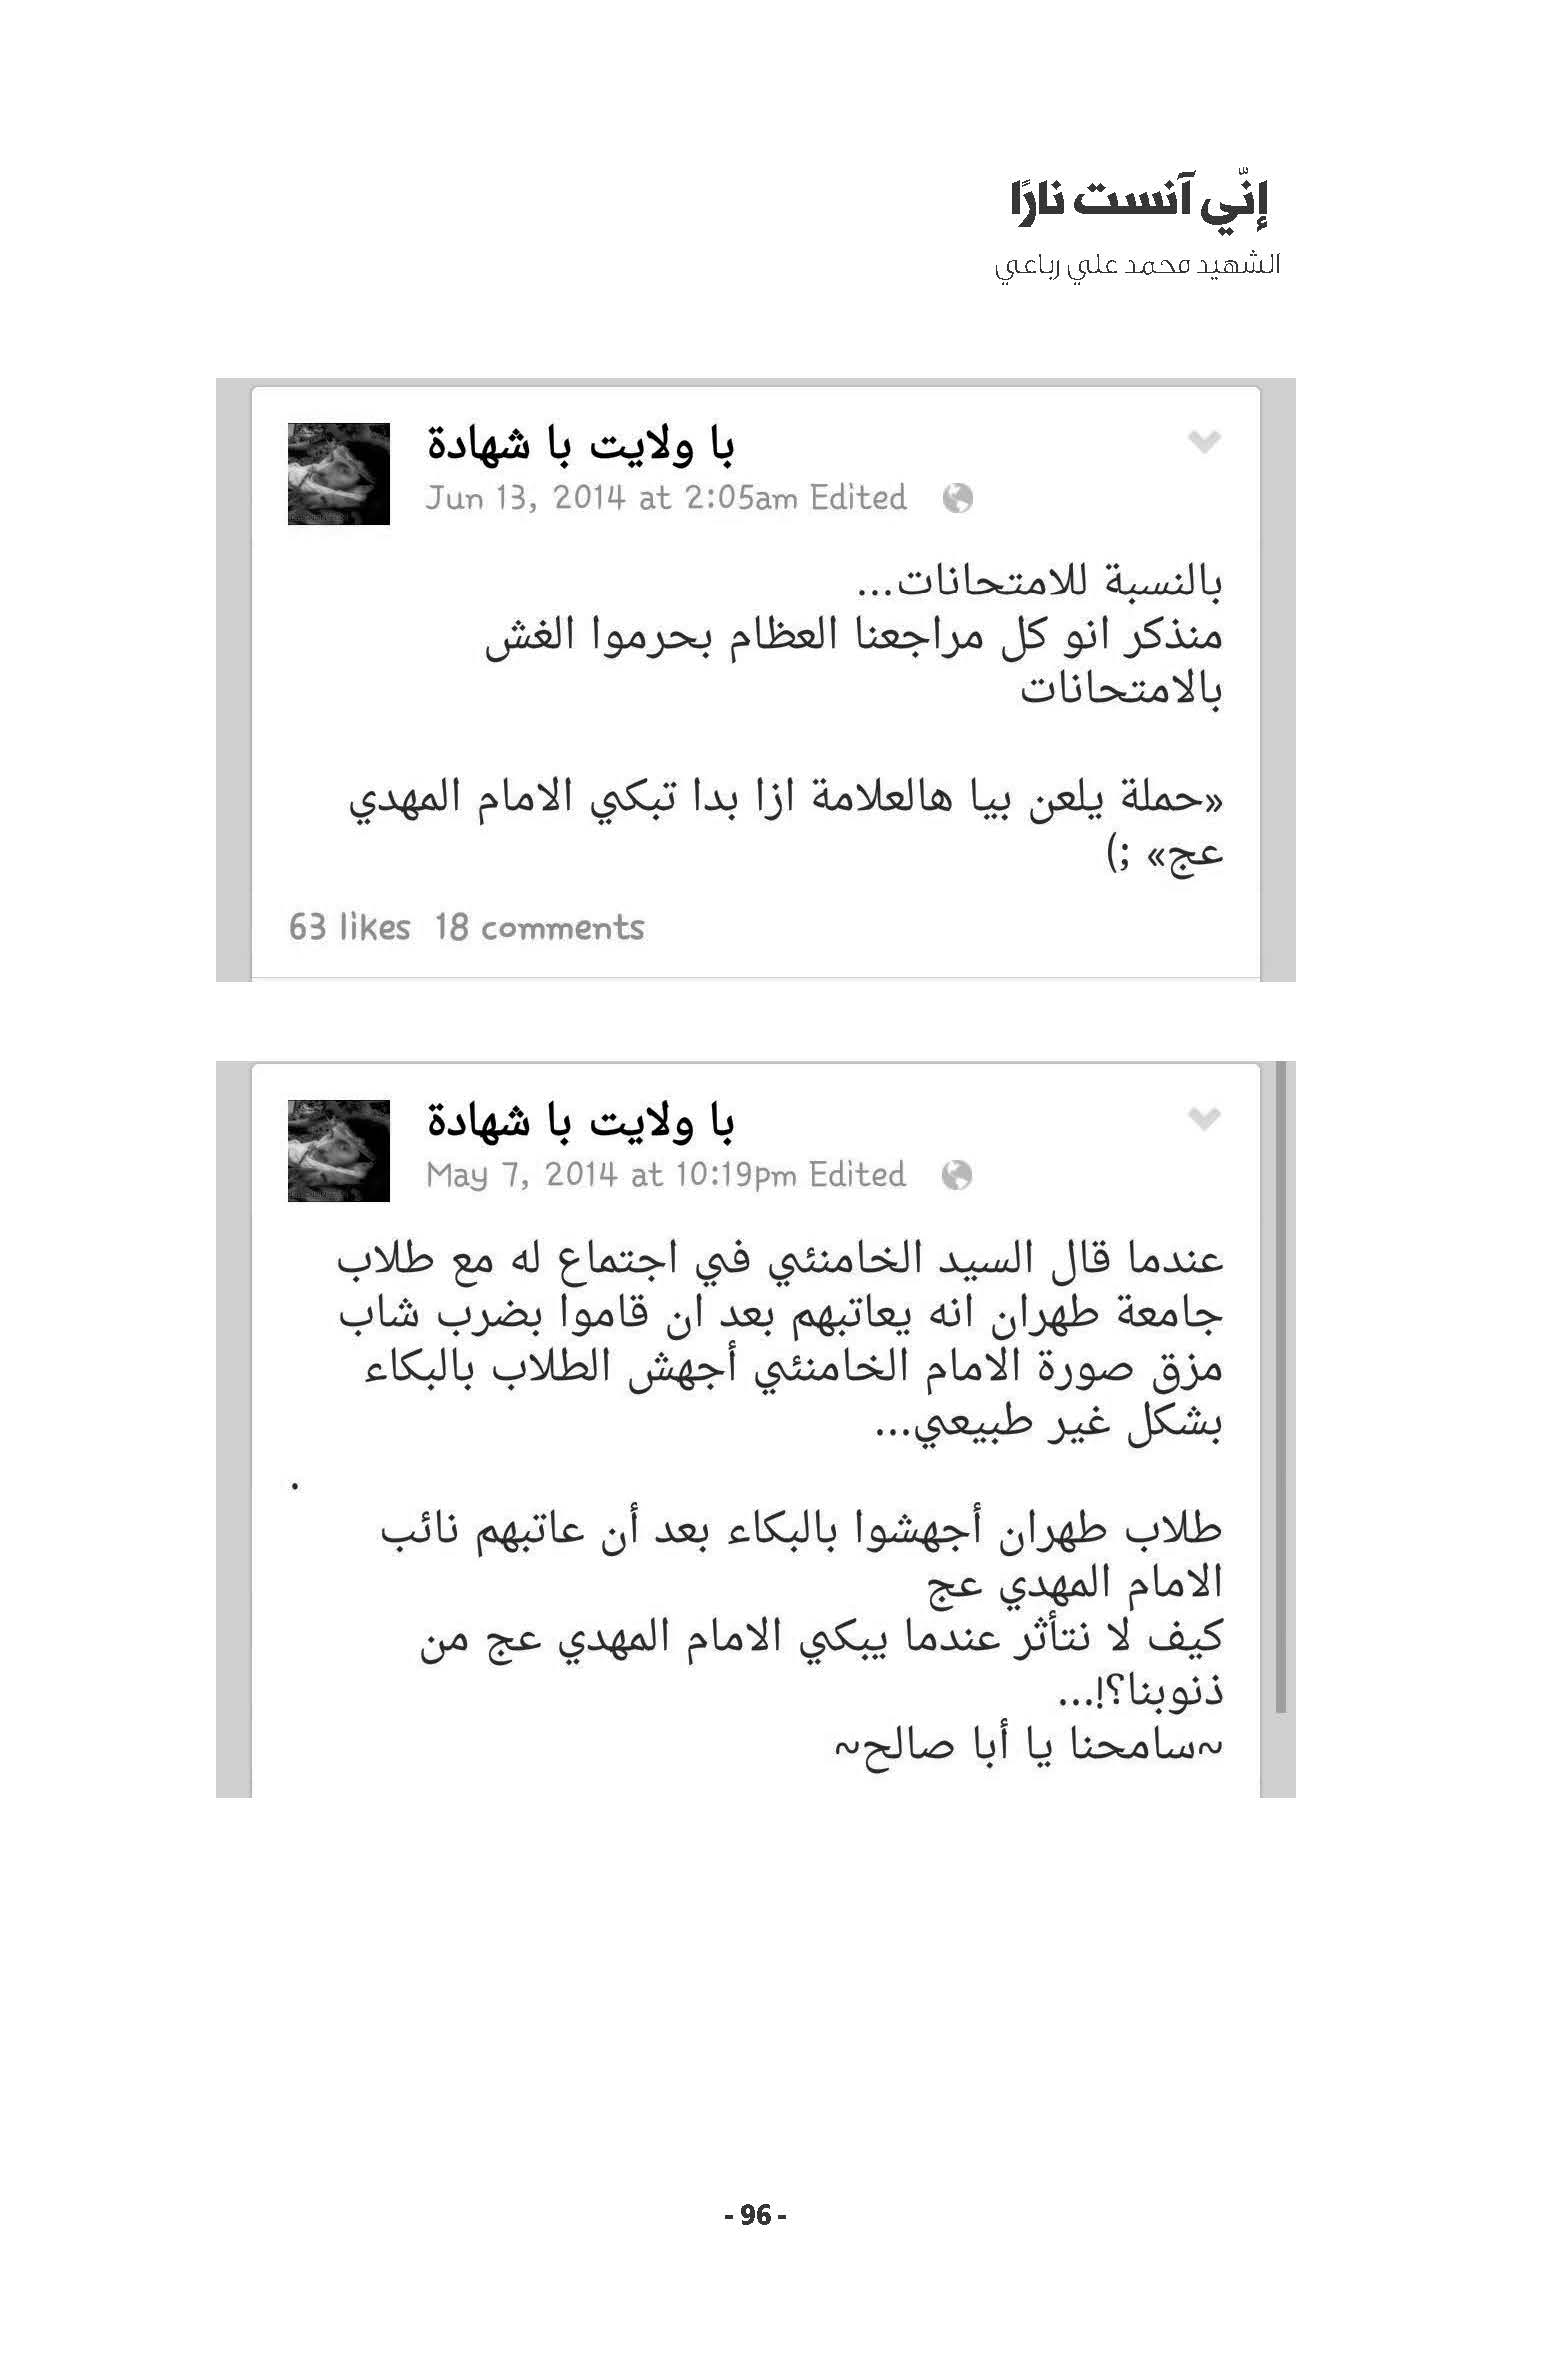 إنّي آنست نارًا
الشهيد محمد علي رباعي
با ولايت با شهادة
Jun 13, 2014 at 2:05am Edited
بالنسبة للامتحانات...
منذكر انو كل مراجعنا العظام بحرموا الغش
بالامتحانات
«حملة يلعن بيا هالعلامة ازا بدا تبكي الامام المهدي
عج» ;)
63 likes 18 comments
با ولايت با شهادة
May 7, 2014 at 10:19pm Edited
عندما قال السيد الخامنئي في اجتماع له مع طلاب
جامعة طهران انه يعاتبهم بعد ان قاموا بضرب شاب
مزق صورة الامام الخامنئي أجهش الطلاب بالبكاء
بشكل غير طبيعي...
.
طلاب طهران أجهشوا بالبكاء بعد أن عاتبهم نائب
الامام المهدي عج
كيف لا نتأثر عندما يبكي الامام المهدي عج من
ذنوبنا؟!...
~سامحنا يا أبا صالح~
- 96 -